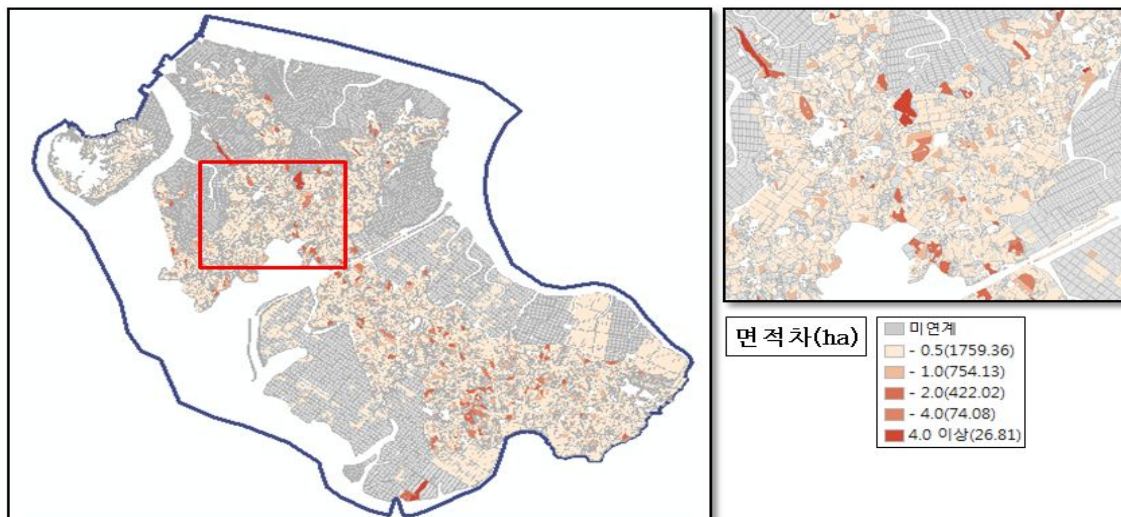 면적차(ha)
미연계
- 0.5(1759.36)
- 1.0(754.13)
- 2.0(422.02)
- 4.0(74.08)
4.0 이상(26.81)